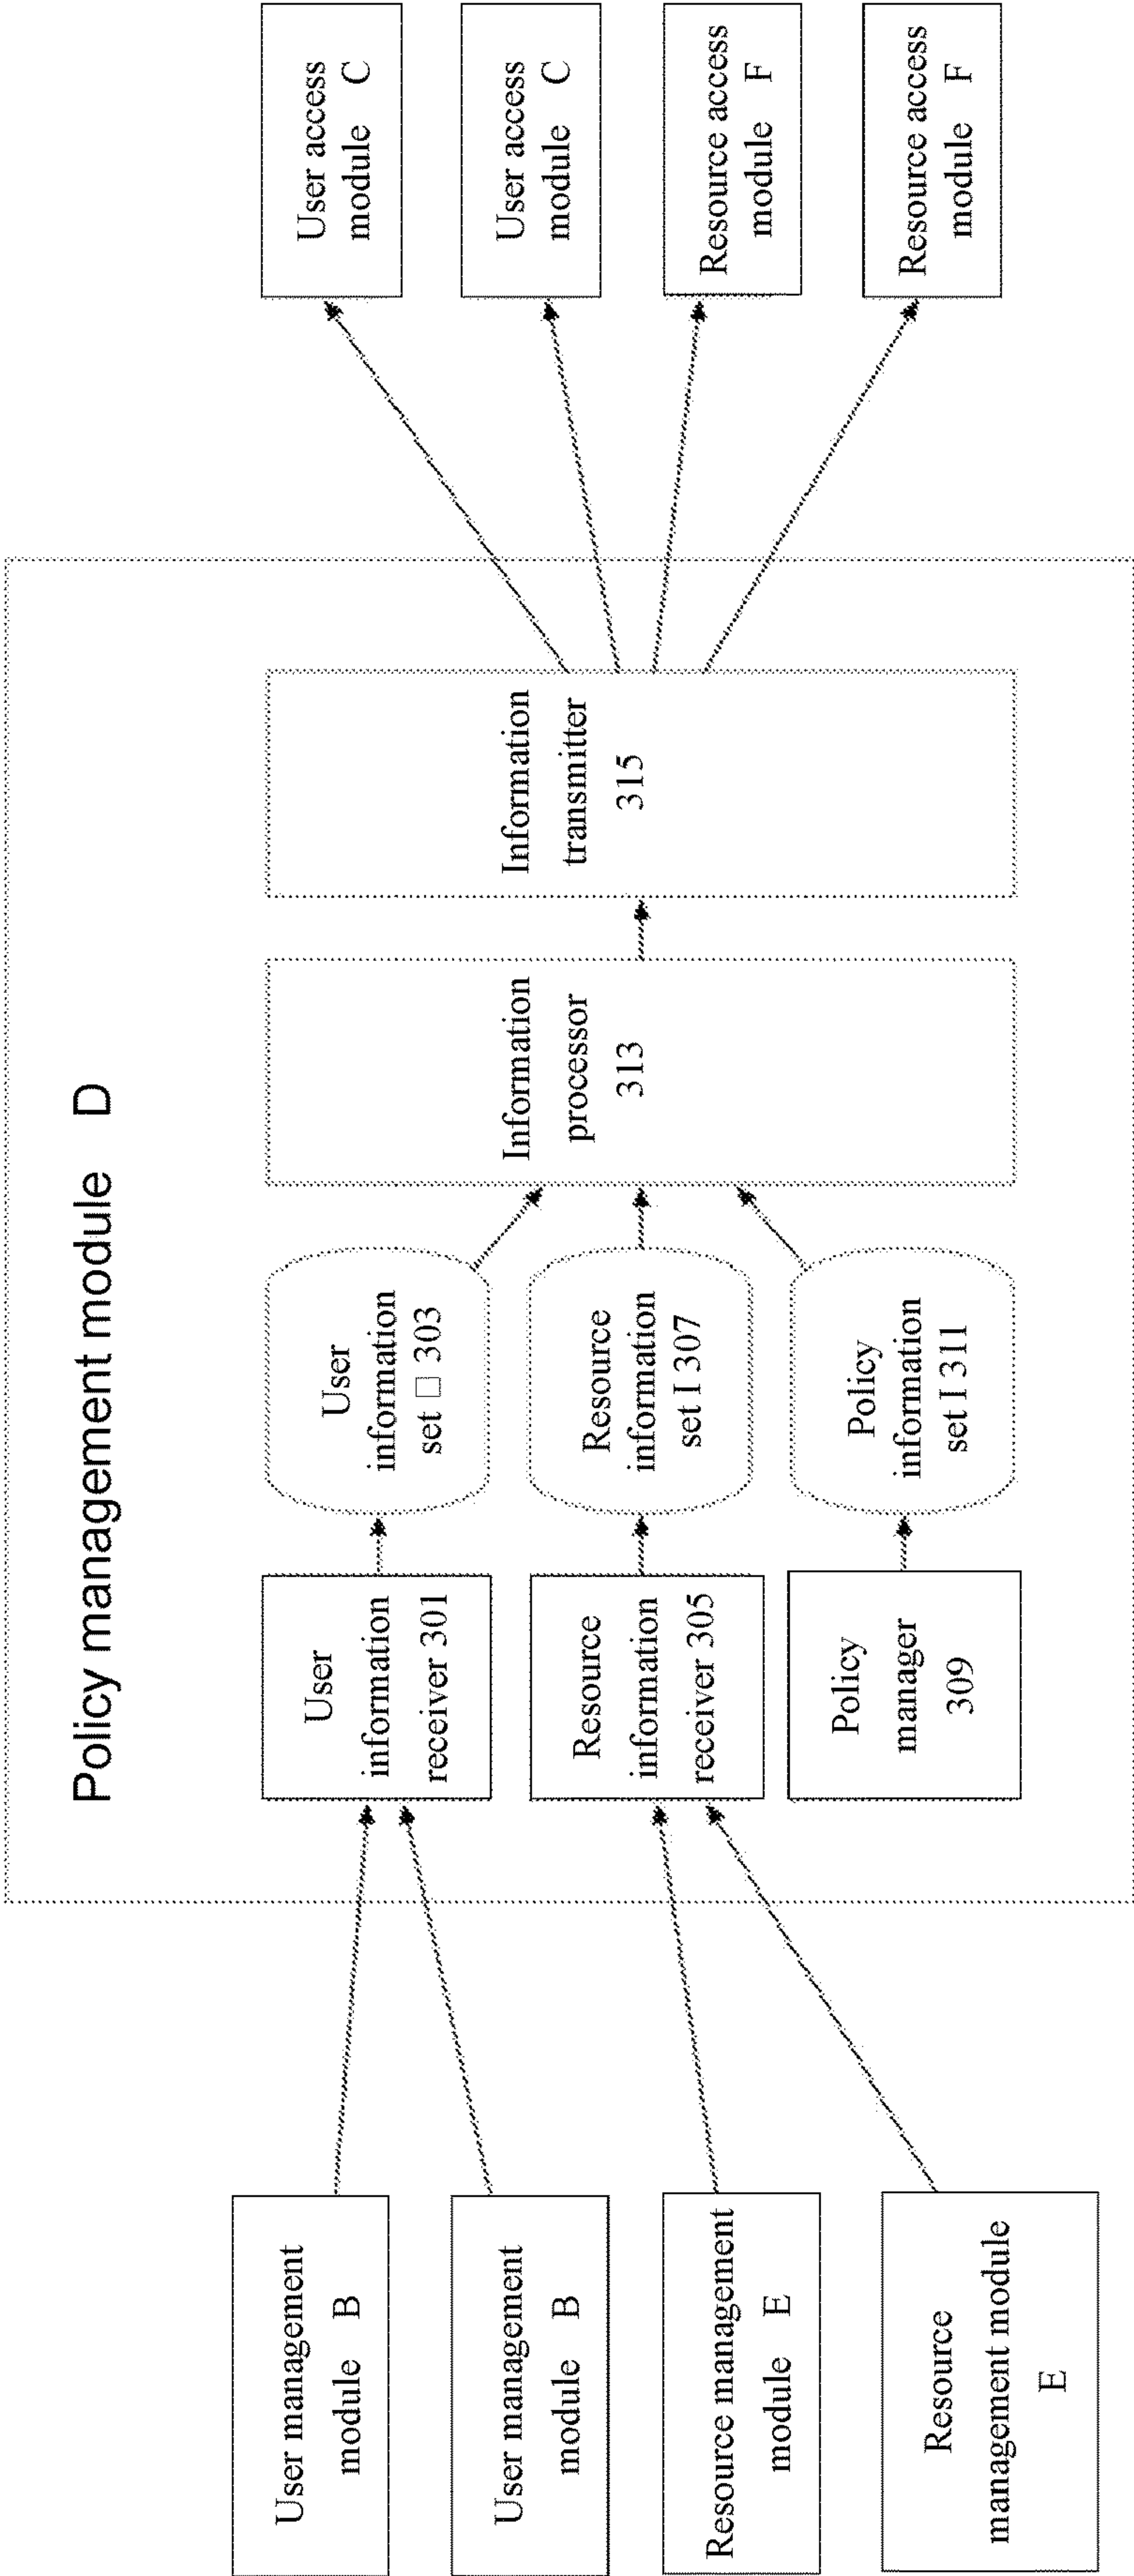 Policy management module D
User management
module B
User management
module B
Resource management
module E
Resource
management module
E
User
information
receiver 301
Resource
information
receiver 305
Policy
manager
309
User
information
set □ 303
Resource
information
set I 307
Policy
information
set I 311
Information
processor
313
Information
transmitter
315
User access
module C
User access
module C
Resource access
module F
Resource access
module F